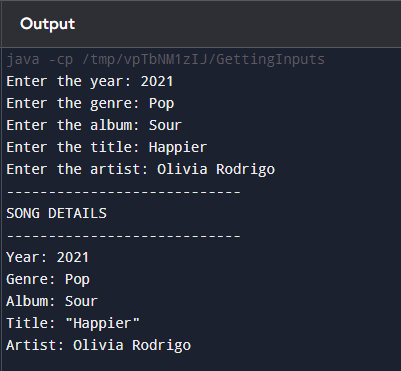 Output
java -cp /tmp/vpTbNM1zIJ/GettingInputs
Enter the year: 2021
Enter the genre: Pop
Enter the album: Sour
Enter the title: Happier
Enter the artist: Olivia Rodrigo
----------------------------
SONG DETAILS
----------------------------
Year: 2021
Genre: Pop
Album: Sour
Title: "Happier"
Artist: Olivia Rodrigo